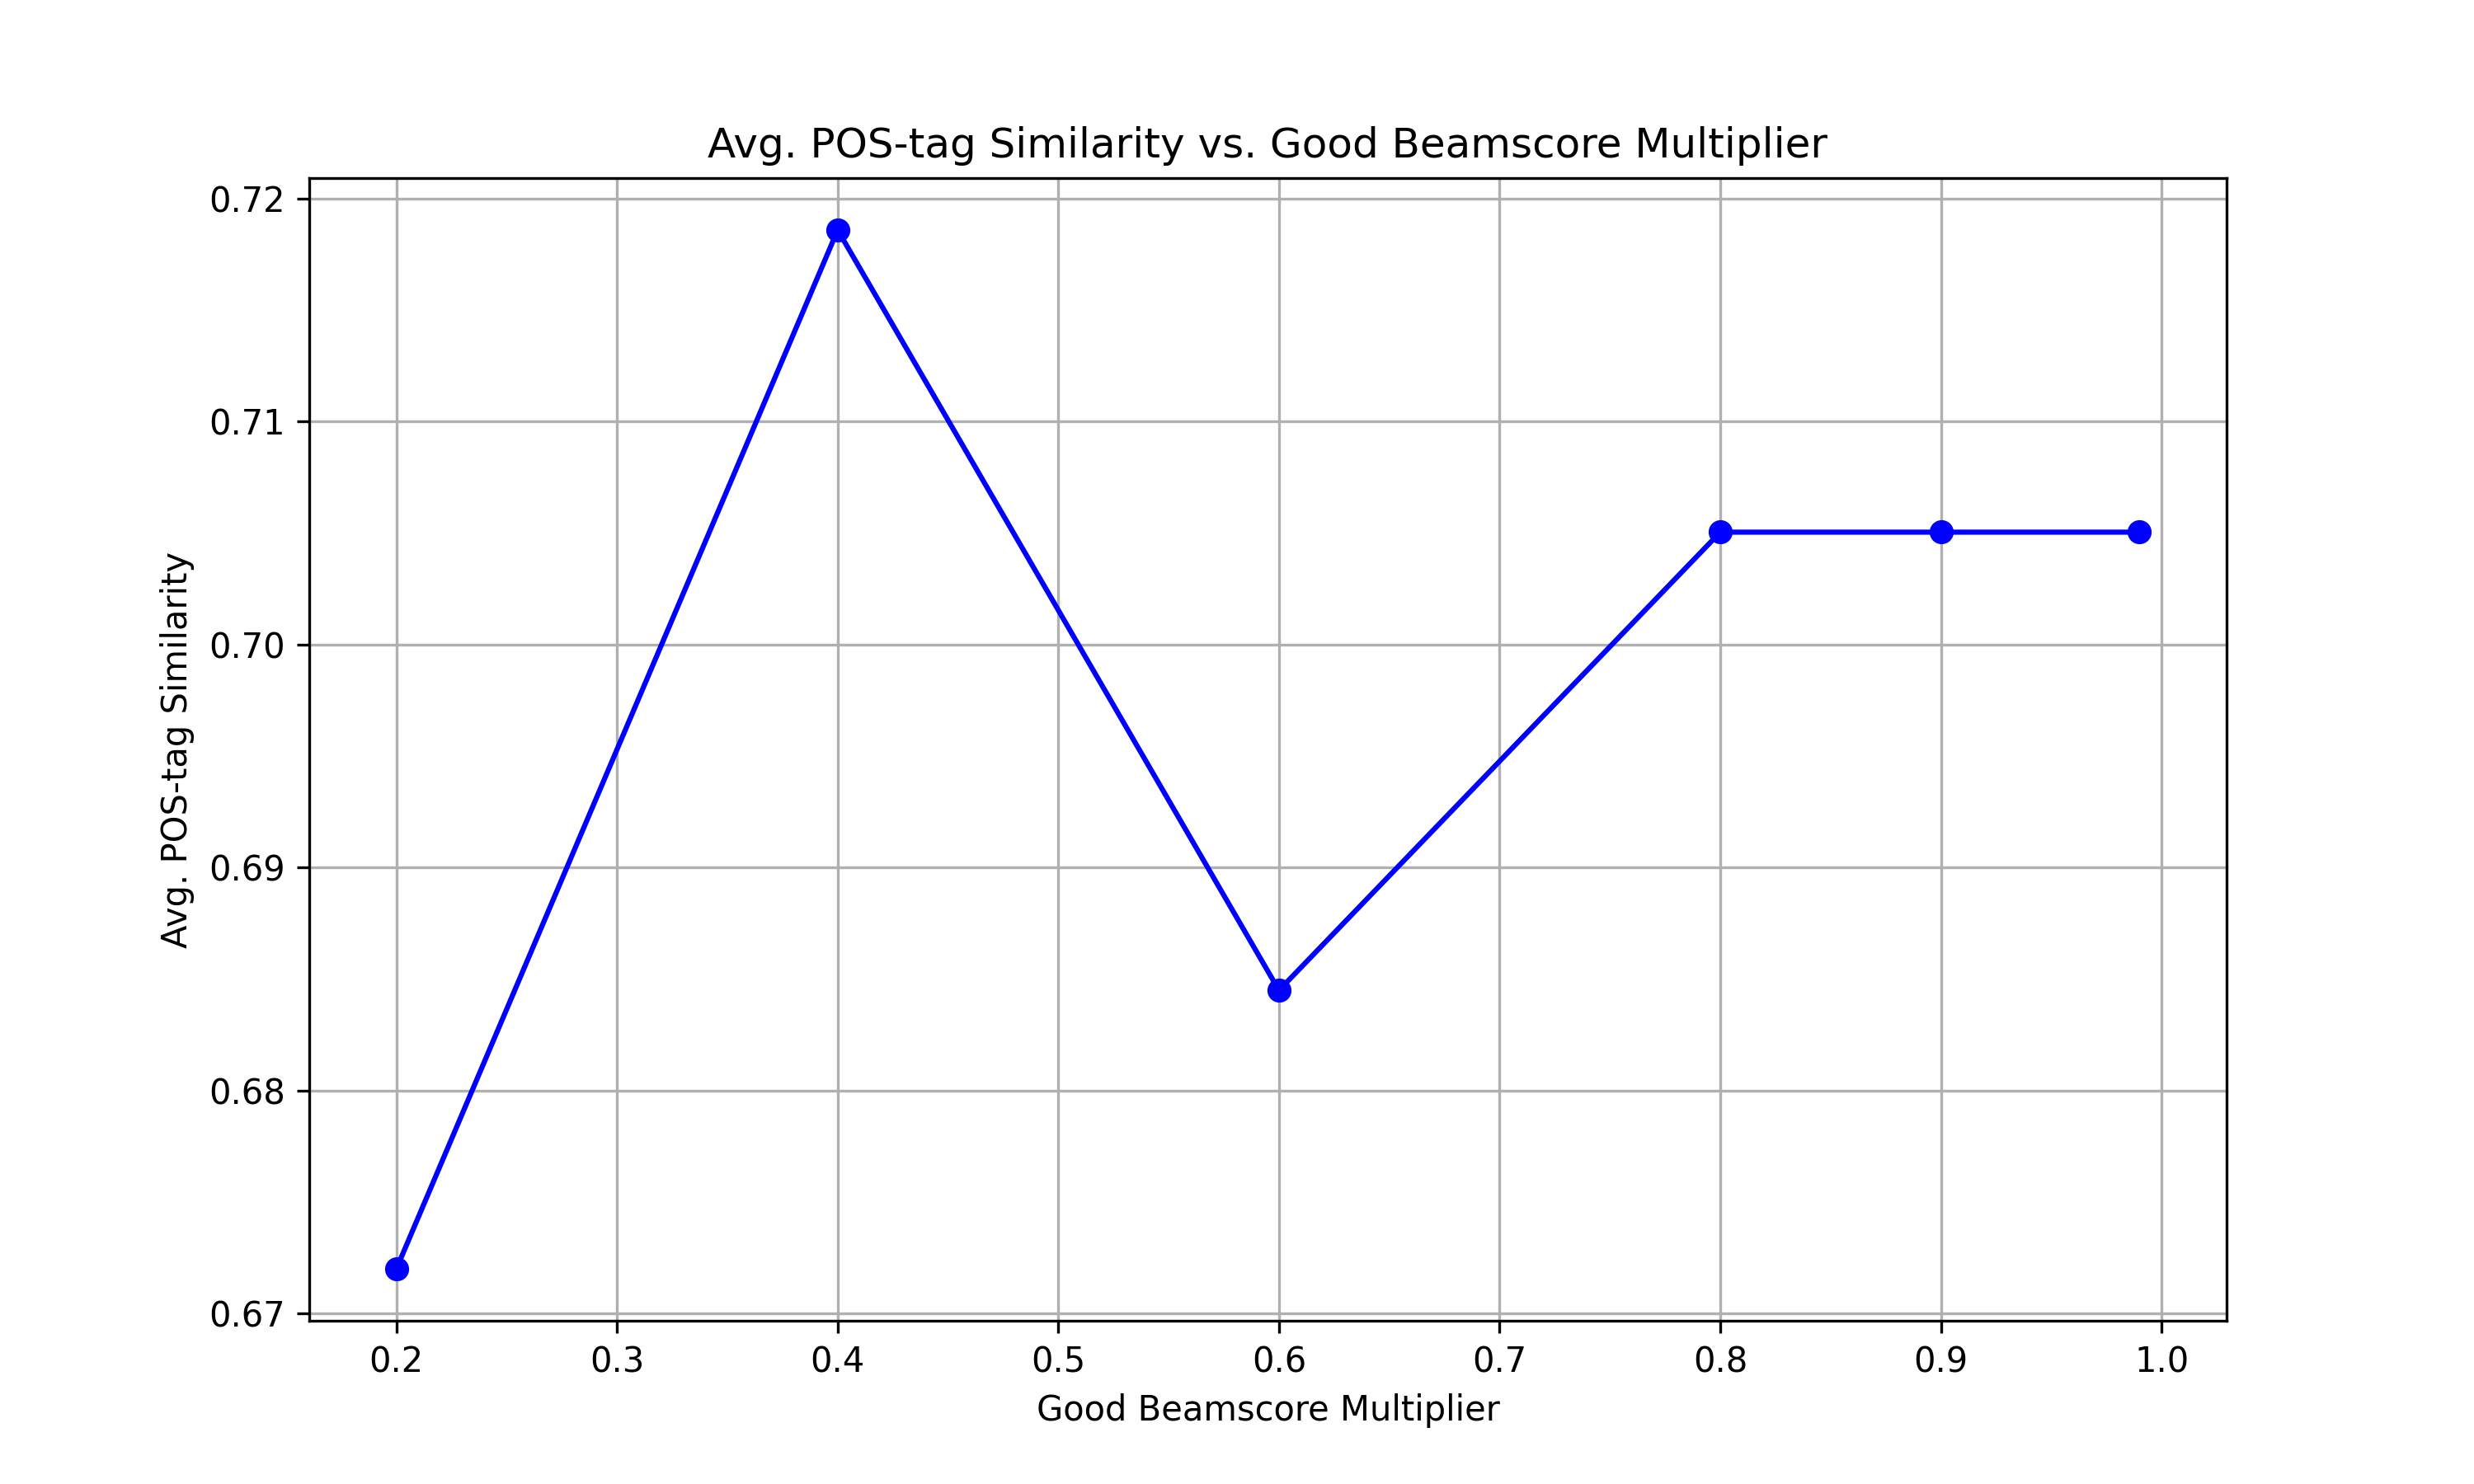 Avg. POS-tag Similarity vs. Good Beamscore Multiplier
Avg. POS-tag Similarity
0.72
0.71
0.70
0.69
0.68
0.67
0.2 0.3 0.4 0.5 0.6 0.7 0.8 0.9 1.0
Good Beamscore Multiplier